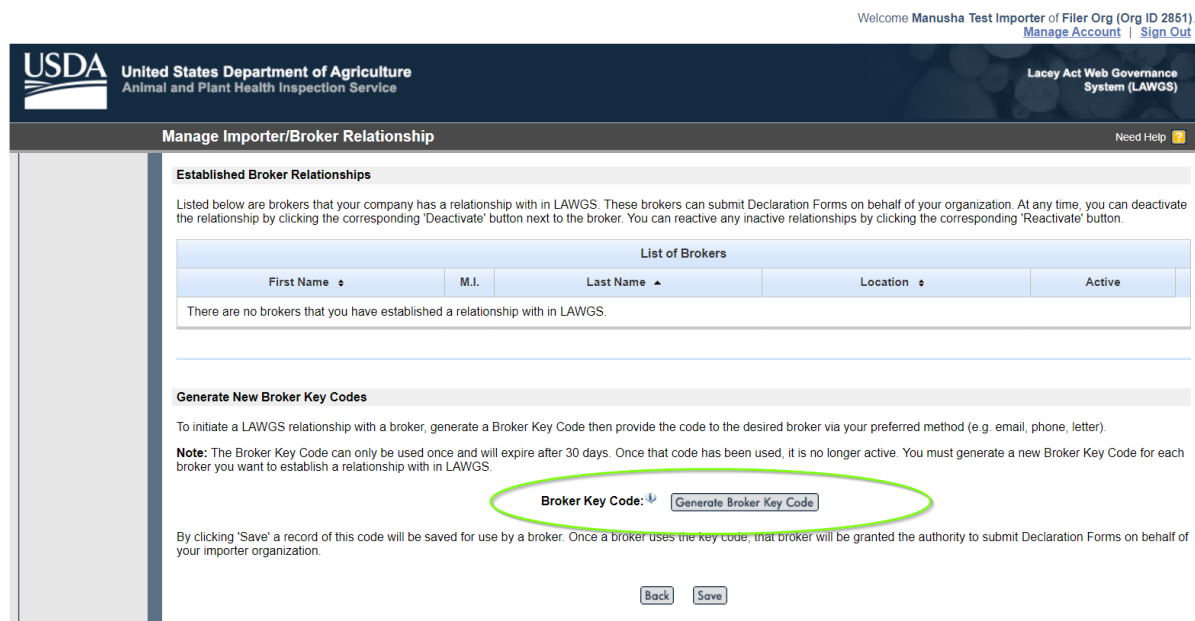 Welcome Manusha Test Importer of Filer Org (Org ID 2851).
Manage Account | Sign Out
USDA
United States Department of Agriculture
Animal and Plant Health Inspection Service
Lacey Act Web Governance
System (LAWGS)
Manage Importer/Broker Relationship
Need Help ?
Established Broker Relationships
Listed below are brokers that your company has a relationship with in LAWGS. These brokers can submit Declaration Forms on behalf of your organization. At any time, you can deactivate
the relationship by clicking the corresponding 'Deactivate' button next to the broker. You can reactive any inactive relationships by clicking the corresponding 'Reactivate' button.
List of Brokers
First Name M.I. Last Name Location Active
There are no brokers that you have established a relationship with in LAWGS.
Generate New Broker Key Codes
To initiate a LAWGS relationship with a broker, generate a Broker Key Code then provide the code to the desired broker via your preferred method (e.g. email, phone, letter).
Note: The Broker Key Code can only be used once and will expire after 30 days. Once that code has been used, it is no longer active. You must generate a new Broker Key Code for each
broker you want to establish a relationship with in LAWGS.
Broker Key Code: Generate Broker Key Code
By clicking 'Save' a record of this code will be saved for use by a broker. Once a broker uses the key code, that broker will be granted the authority to submit Declaration Forms on behalf of
your importer organization.
Back Save